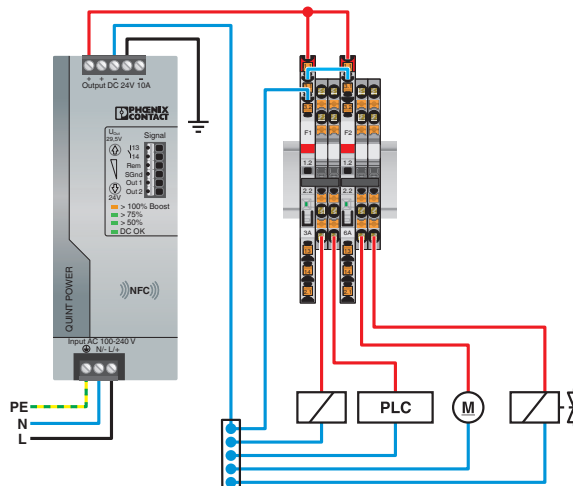 + + − − −
Output DC 24V 10A
PHŒNIX
CONTACT
UOut
29,5V
Signal
13
14
Rem
SGnd
Out 1
Out 2
24V
> 100% Boost
> 75%
> 50%
DC OK
QUINT POWER
NFC
Input AC 100-240 V
N/- L/+
PE
N
L
F1
F2
1.2
1.2
2.2
2.2
3A
6A
PLC
M